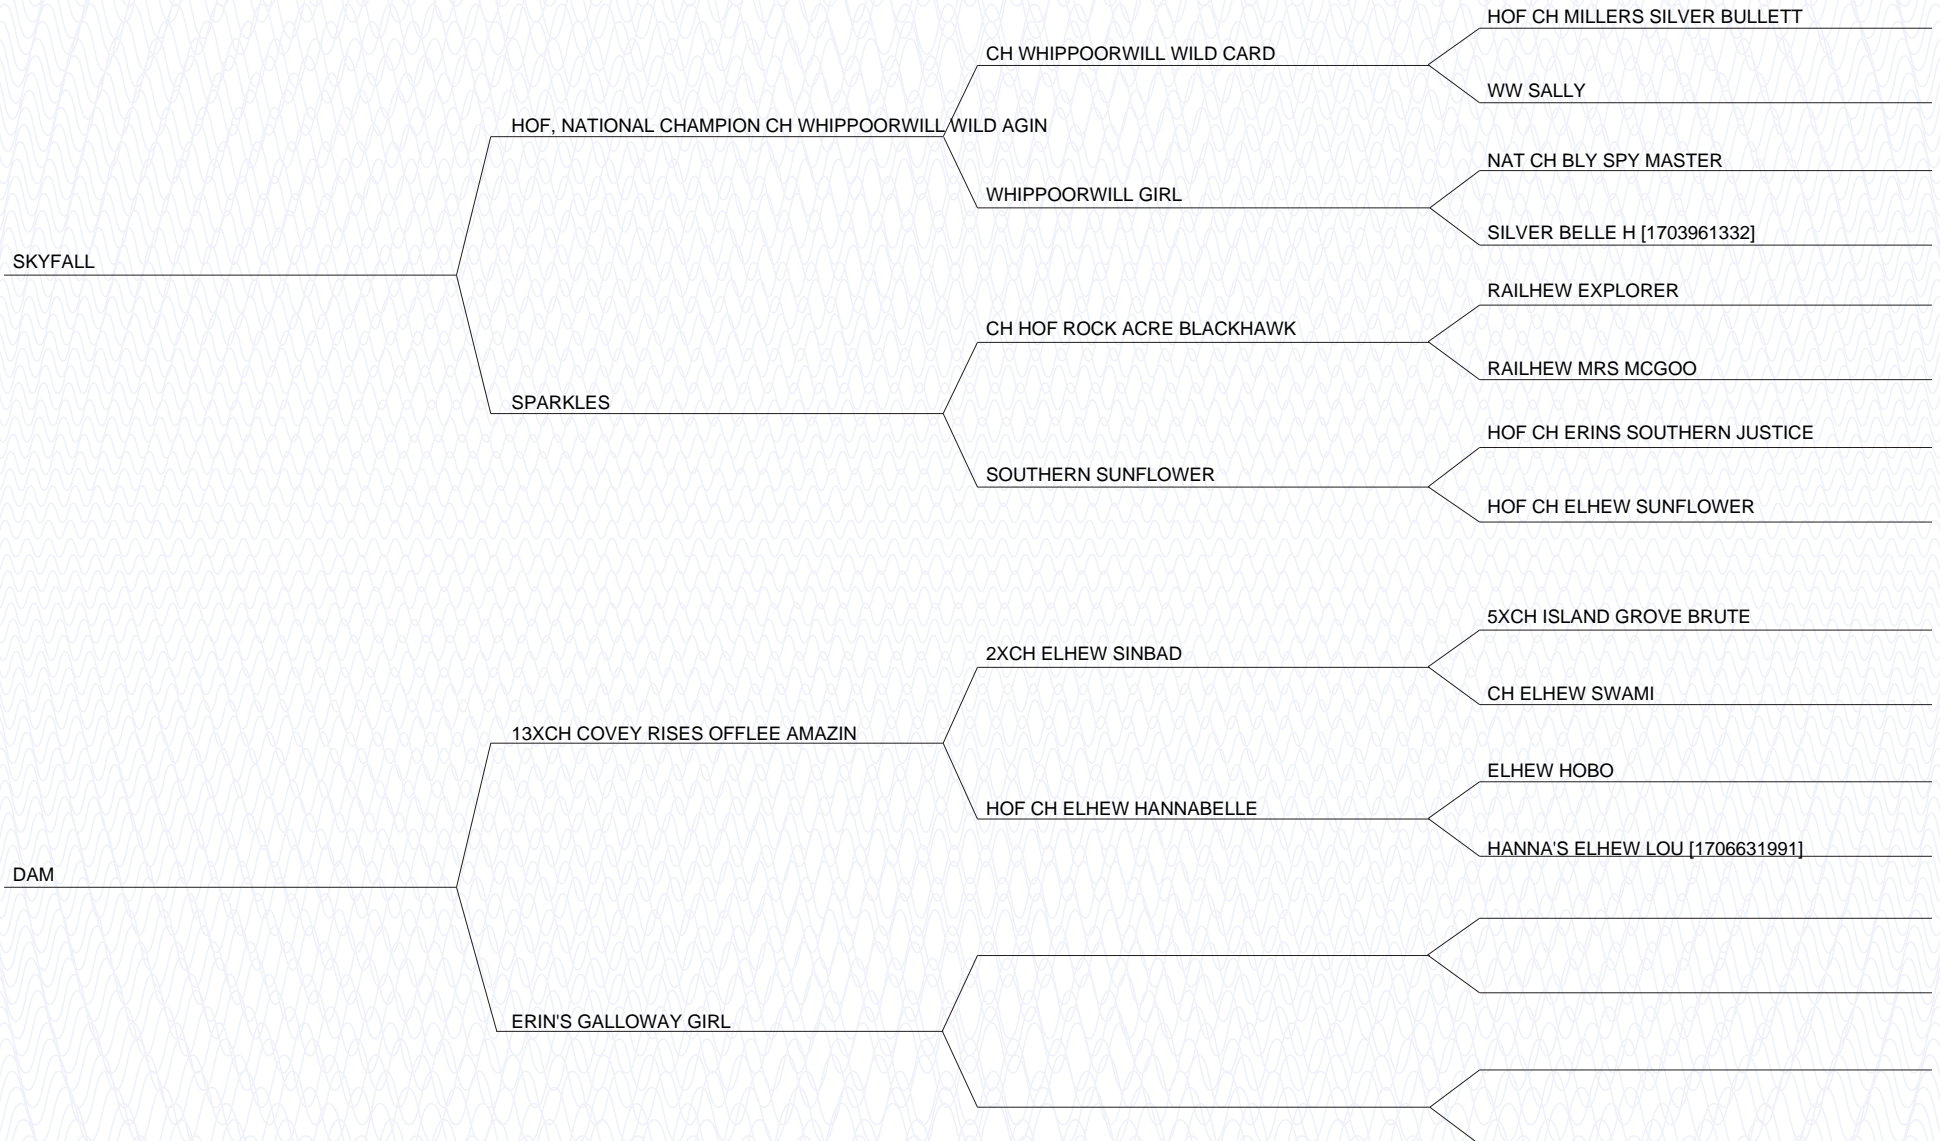 HOF CH MILLERS SILVER BULLETT
CH WHIPPOORWILL WILD CARD
WW SALLY
HOF, NATIONAL CHAMPION CH WHIPPOORWILL WILD AGIN
NAT CH BLY SPY MASTER
WHIPPOORWILL GIRL
SILVER BELLE H [1703961332]
SKYFALL
RAILHEW EXPLORER
CH HOF ROCK ACRE BLACKHAWK
RAILHEW MRS MCGOO
SPARKLES
HOF CH ERINS SOUTHERN JUSTICE
SOUTHERN SUNFLOWER
HOF CH ELHEW SUNFLOWER
5XCH ISLAND GROVE BRUTE
2XCH ELHEW SINBAD
CH ELHEW SWAMI
13XCH COVEY RISES OFFLEE AMAZIN
ELHEW HOBO
HOF CH ELHEW HANNABELLE
HANNA'S ELHEW LOU [1706631991]
DAM
ERIN'S GALLOWAY GIRL